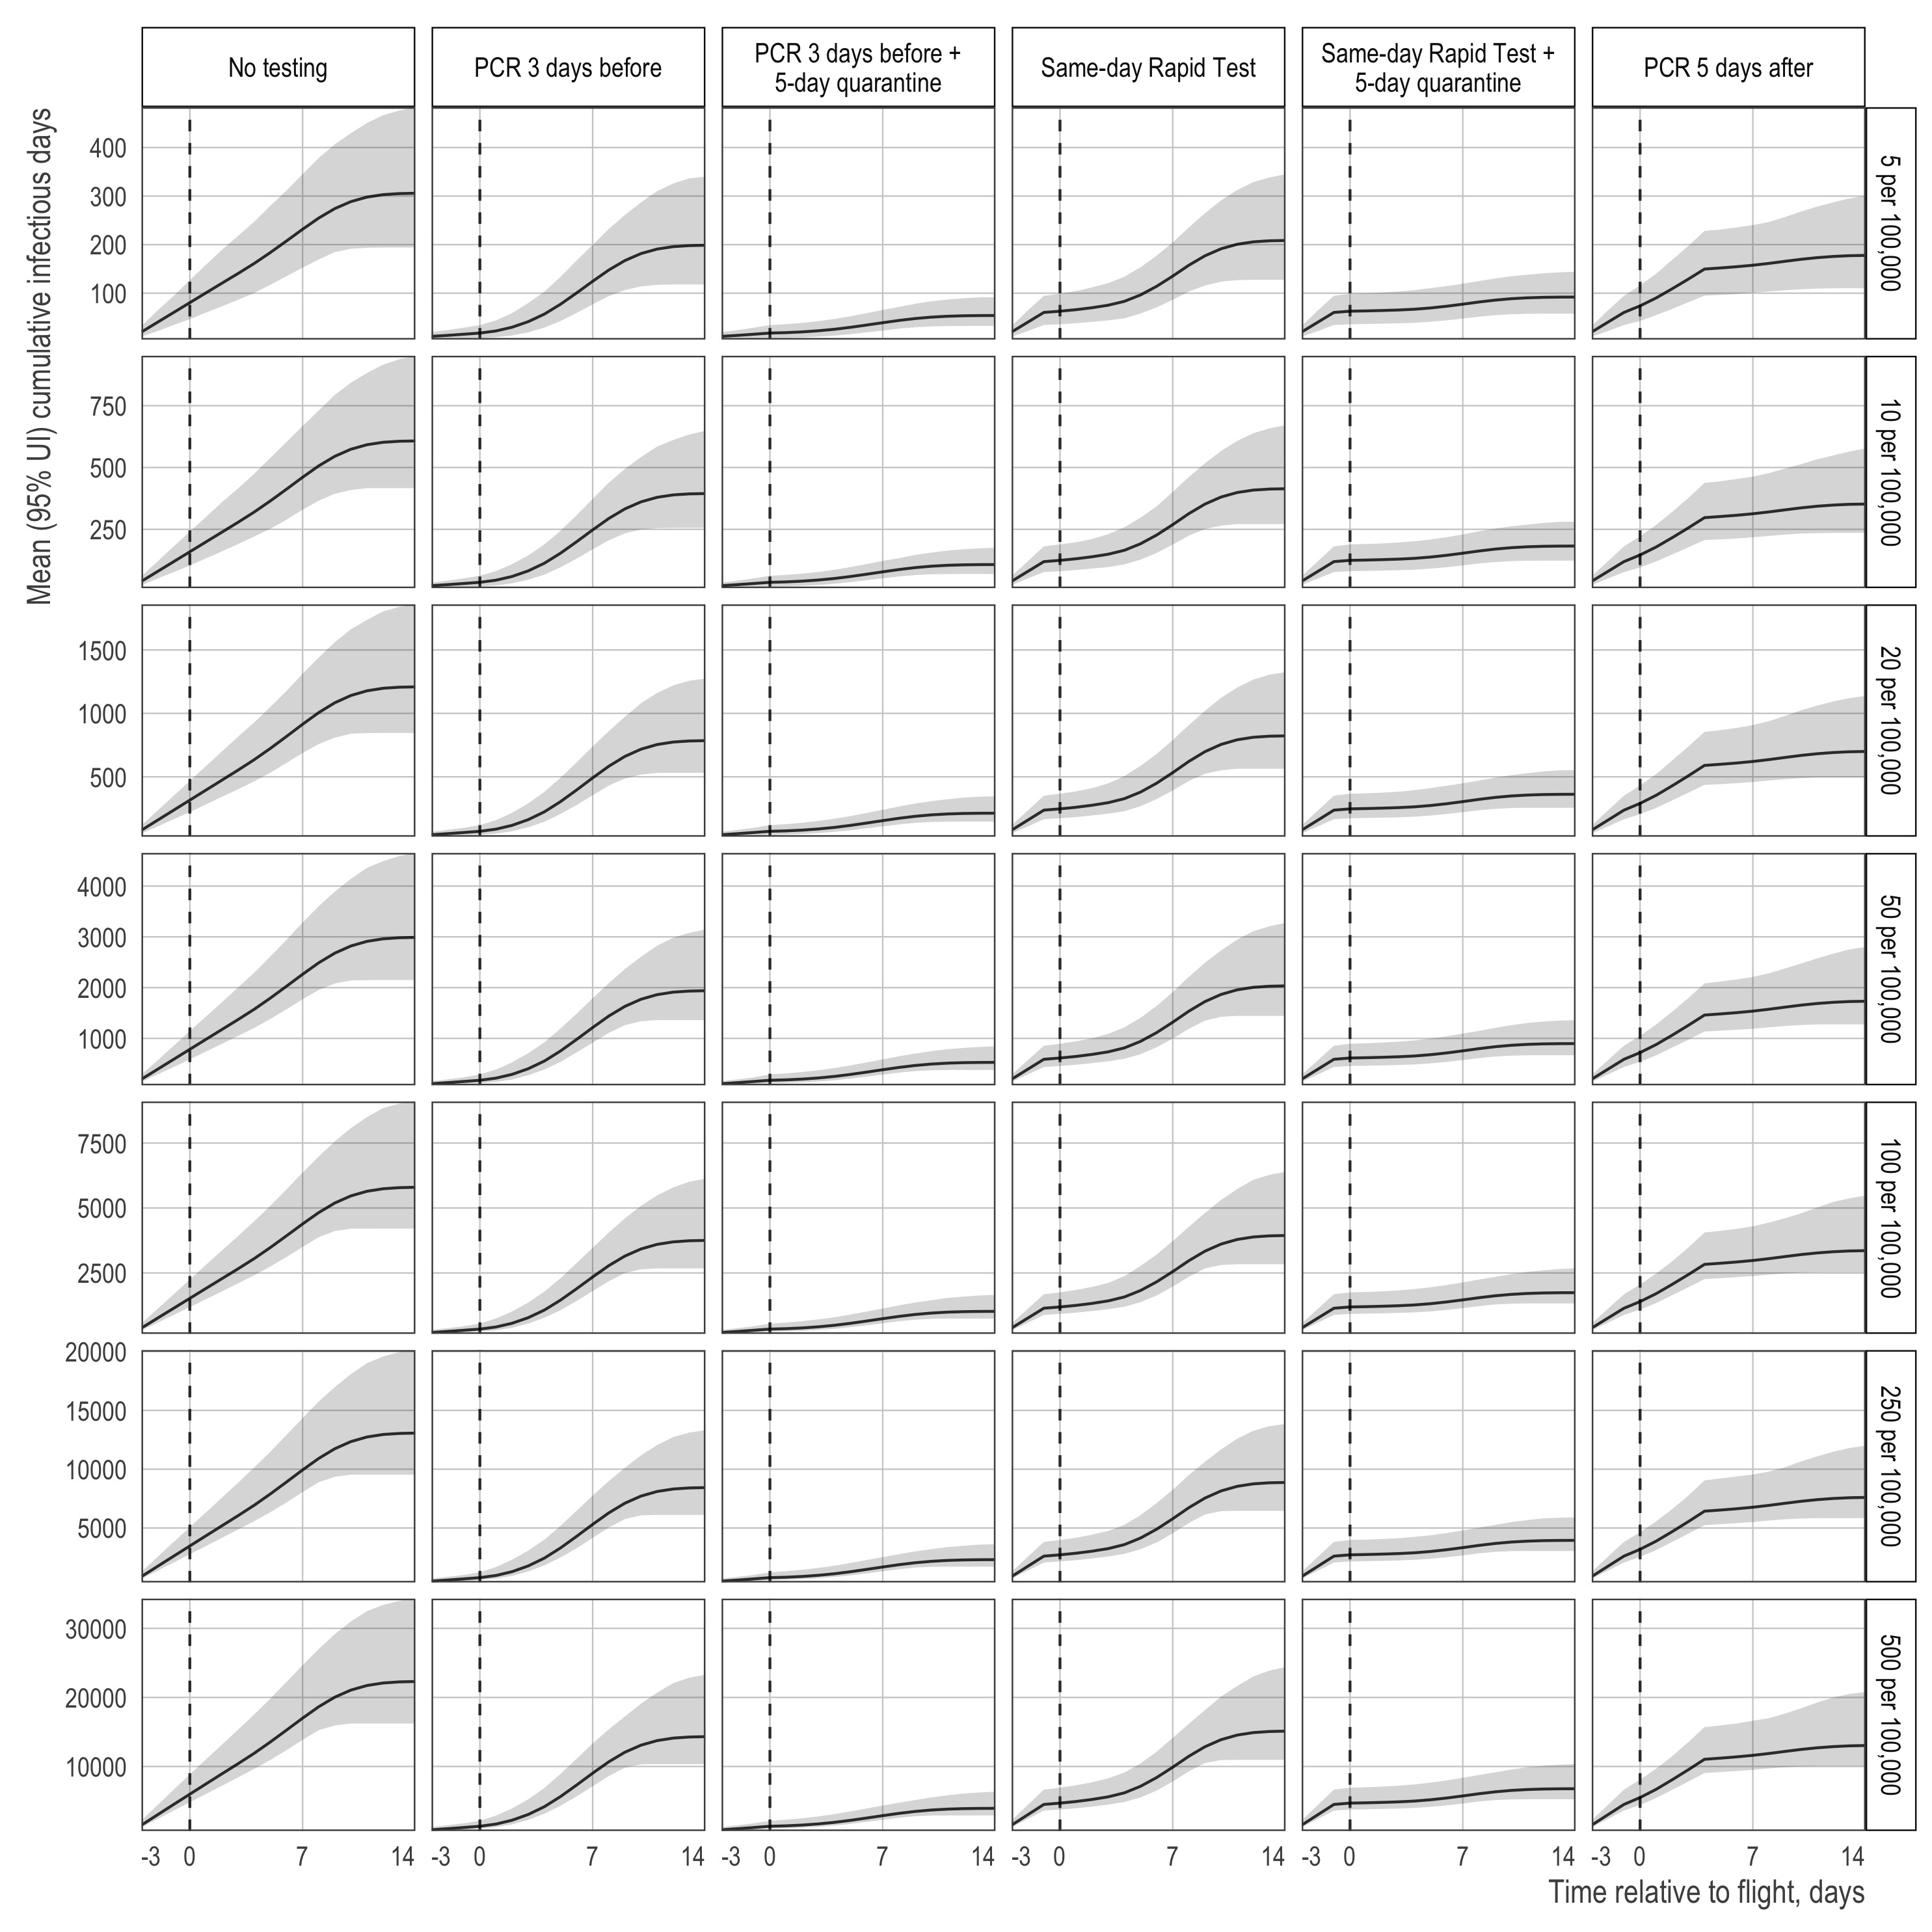 No testing
PCR 3 days before
PCR 3 days before +
5-day quarantine
Same-day Rapid Test
Same-day Rapid Test +
5-day quarantine
PCR 5 days after
Mean (95% UI) cumulative infectious days
400
300
200
100
5 per 100,000
750
500
250
10 per 100,000
1500
1000
500
20 per 100,000
4000
3000
2000
1000
50 per 100,000
7500
5000
2500
100 per 100,000
20000
15000
10000
5000
250 per 100,000
30000
20000
10000
500 per 100,000
-3 0 7 14
-3 0 7 14
-3 0 7 14
-3 0 7 14
-3 0 7 14
-3 0 7 14
Time relative to flight, days